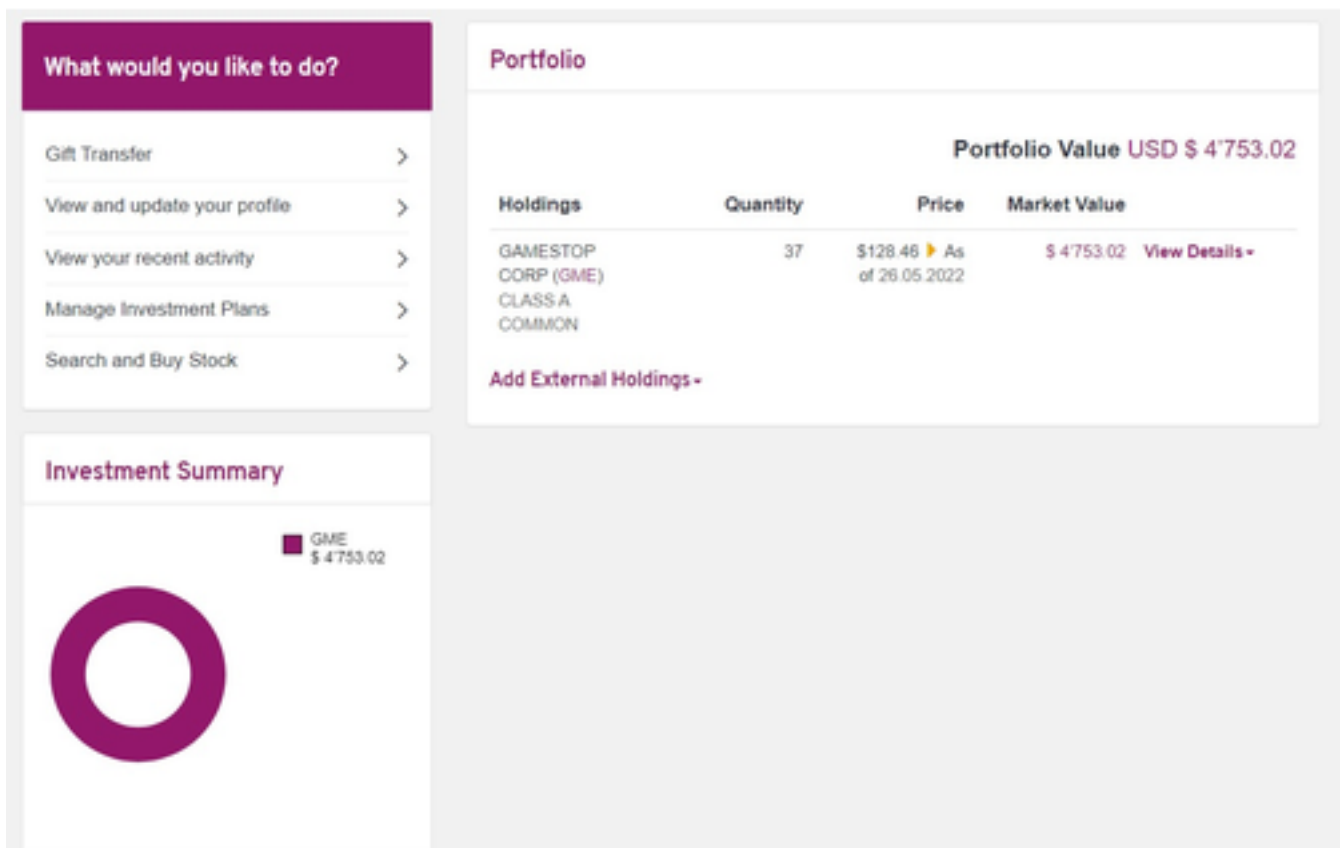 What would you like to do?
Gift Transfer
View and update your profile
View your recent activity
Manage Investment Plans
Search and Buy Stock
Portfolio
Portfolio Value USD $ 4'753.02
Holdings Quantity Price Market Value
GAMESTOP 37 $128.46 As $ 4'753.02 View Details
CORP (GME) of 26.05.2022
CLASS A
COMMON
Add External Holdings
Investment Summary
GME
$ 4'753.02